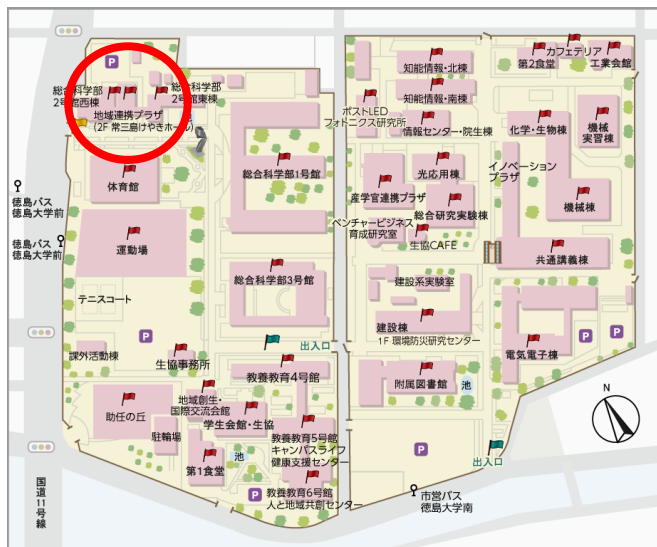 P
総合科学部
2号館西棟
総合科学部
2号館東棟
地域連携プラザ
(2F 常三島けやきホール)
体育館
総合科学部1号館
徳島バス
徳島大学前
徳島バス
徳島大学前
運動場
総合科学部3号館
テニスコート
P
出入口
課外活動棟
生協事務所
教養教育4号館
地域創生・
国際交流会館
助任の丘
学生会館・生協
駐輪場
教養教育5号館
キャンパスライフ
健康支援センター
第1食堂
池
教養教育6号館
人と地域共創センター
P
国道11号線
知能情報・北棟
第2食堂
カフェテリア
工業会館
知能情報・南棟
ポストLED
フォトニクス研究所
情報センター・院生棟
化学・生物棟
機械
実習棟
光応用棟
イノベーション
プラザ
産学官連携プラザ
総合研究実験棟
機械棟
ベンチャービジネス
育成研究室
生協CAFE
共通講義棟
建設系実験室
建設棟
1F 環境防災研究センター
電気電子棟
P
P
附属図書館
池
P
出入口
市営バス
徳島大学南
N